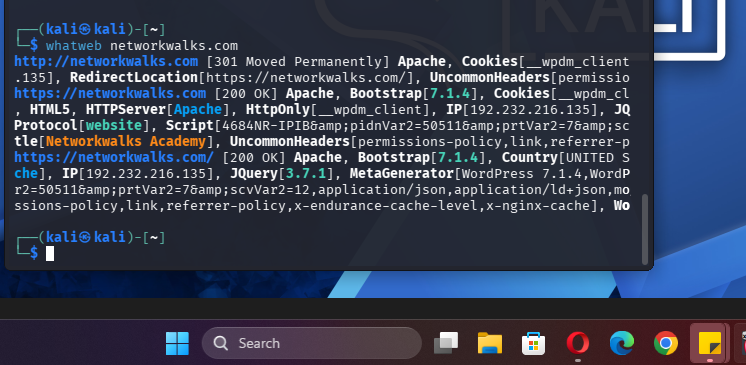 KALI
┌──(kali㉿kali)-[~]
└─$ whatweb networkwalks.com
http://networkwalks.com [301 Moved Permanently] Apache, Cookies[__wpdm_client
.135], RedirectLocation[https://networkwalks.com/], UncommonHeaders[permissio
https://networkwalks.com [200 OK] Apache, Bootstrap[7.1.4], Cookies[__wpdm_cl
, HTML5, HTTPServer[Apache], HttpOnly[__wpdm_client], IP[192.232.216.135], JQ
Protocol[website], Script[4684NR-IPIB&amp;pidnVar2=50511&amp;prtVar2=7&amp;sc
tle[Networkwalks Academy], UncommonHeaders[permissions-policy,link,referrer-p
https://networkwalks.com/ [200 OK] Apache, Bootstrap[7.1.4], Country[UNITED S
che], IP[192.232.216.135], JQuery[3.7.1], MetaGenerator[WordPress 7.1.4,WordP
r2=50511&amp;prtVar2=7&amp;scvVar2=12,application/json,application/ld+json,mo
ssions-policy,link,referrer-policy,x-endurance-cache-level,x-nginx-cache], Wo
┌──(kali㉿kali)-[~]
└─$
Search